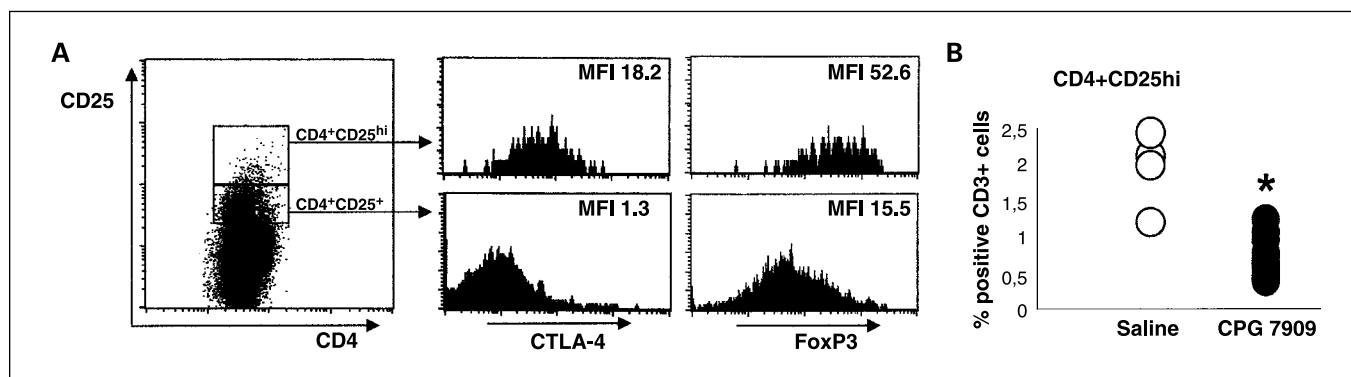 A
CD25
CD4⁺CD25ʰⁱ
CD4⁺CD25⁺
CD4
MFI 18.2
MFI 52.6
MFI 1.3
MFI 15.5
CTLA-4
FoxP3
B
CD4+CD25hi
% positive CD3+ cells
2,5
2
1,5
1
0,5
0
*
Saline
CPG 7909